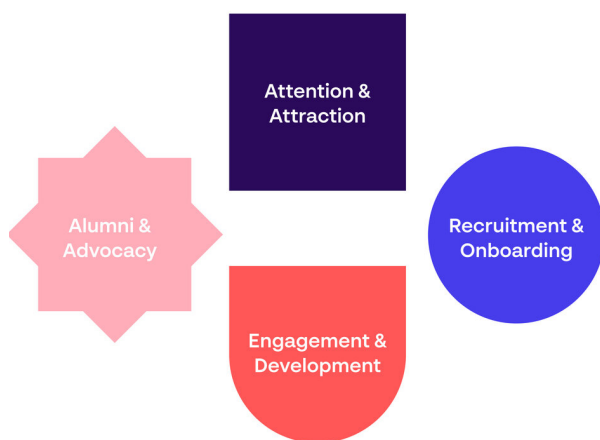 Attention &
Attraction
Alumni &
Advocacy
Recruitment &
Onboarding
Engagement &
Development